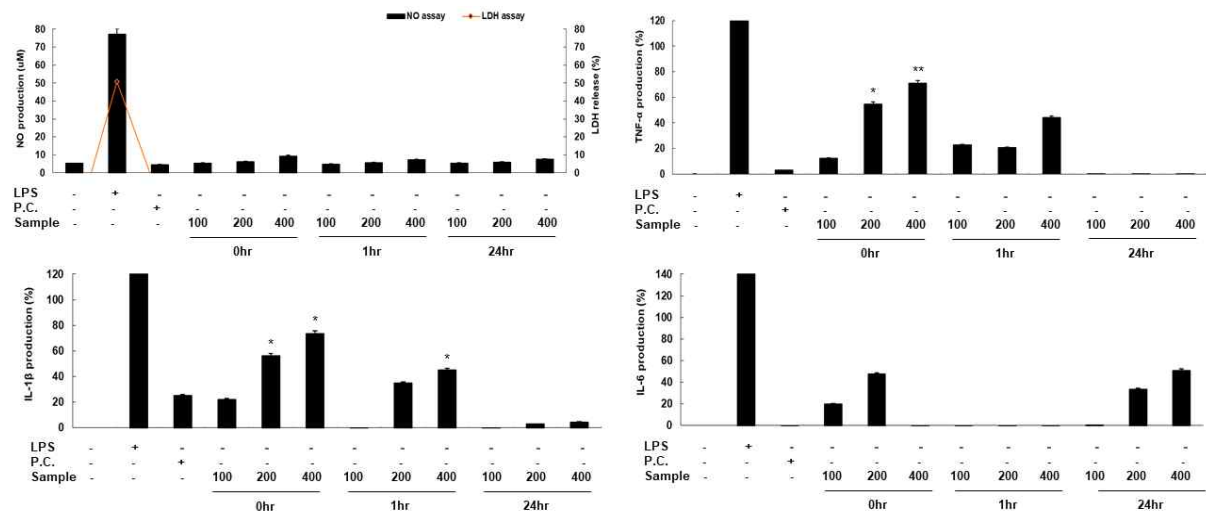 NO assay LDH assay
NO production (uM)
80
70
60
50
40
30
20
10
0
80
70
60
50
40
30
20
10
0
LDH release (%)
LPS - + - - - - - - - - - -
P.C. - - + - - - - - - - - -
Sample - - - 100 200 400 100 200 400 100 200 400
0hr 1hr 24hr
TNF-α production (%)
120
100
80
60
40
20
0
* **
LPS - + - - - - - - - - - -
P.C. - - + - - - - - - - - -
Sample - - - 100 200 400 100 200 400 100 200 400
0hr 1hr 24hr
IL-1β production (%)
120
100
80
60
40
20
0
* * *
LPS - + - - - - - - - - - -
P.C. - - + - - - - - - - - -
Sample - - - 100 200 400 100 200 400 100 200 400
0hr 1hr 24hr
IL-6 production (%)
140
120
100
80
60
40
20
0
LPS - + - - - - - - - - - -
P.C. - - + - - - - - - - - -
Sample - - - 100 200 400 100 200 400 100 200 400
0hr 1hr 24hr